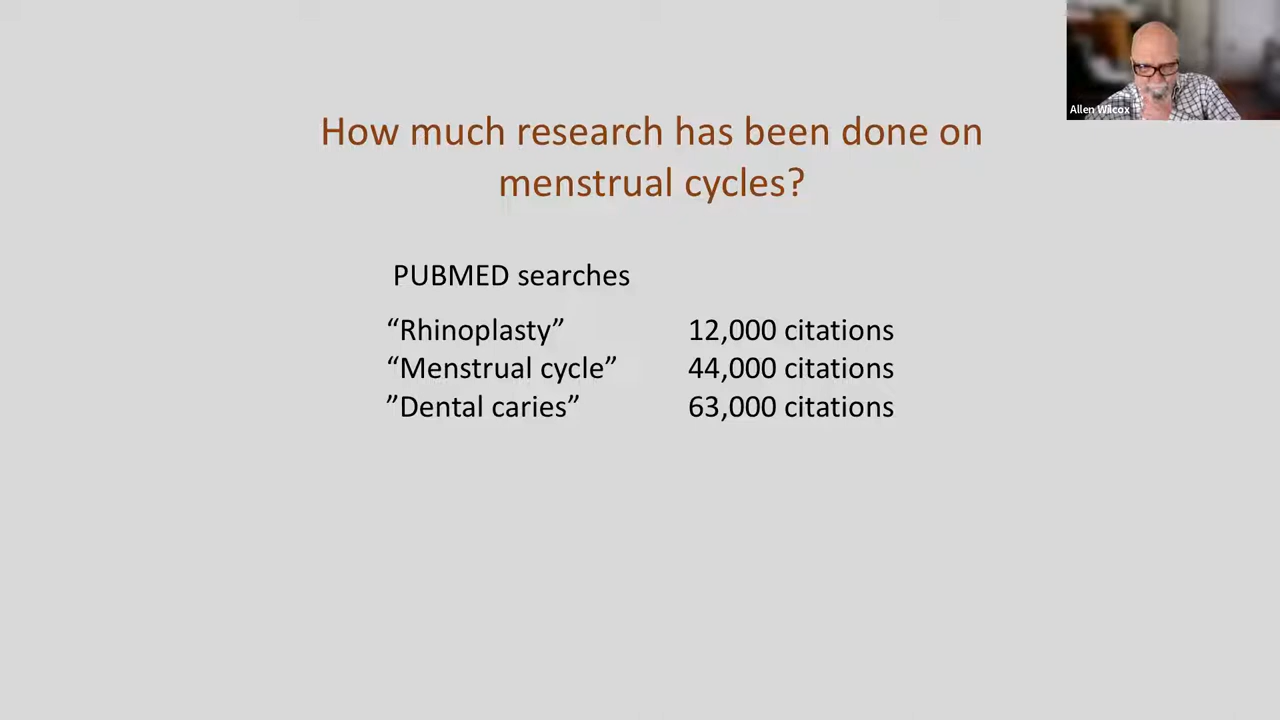 Allen Wilcox
How much research has been done on
menstrual cycles?
PUBMED searches
“Rhinoplasty” 12,000 citations
“Menstrual cycle” 44,000 citations
”Dental caries” 63,000 citations